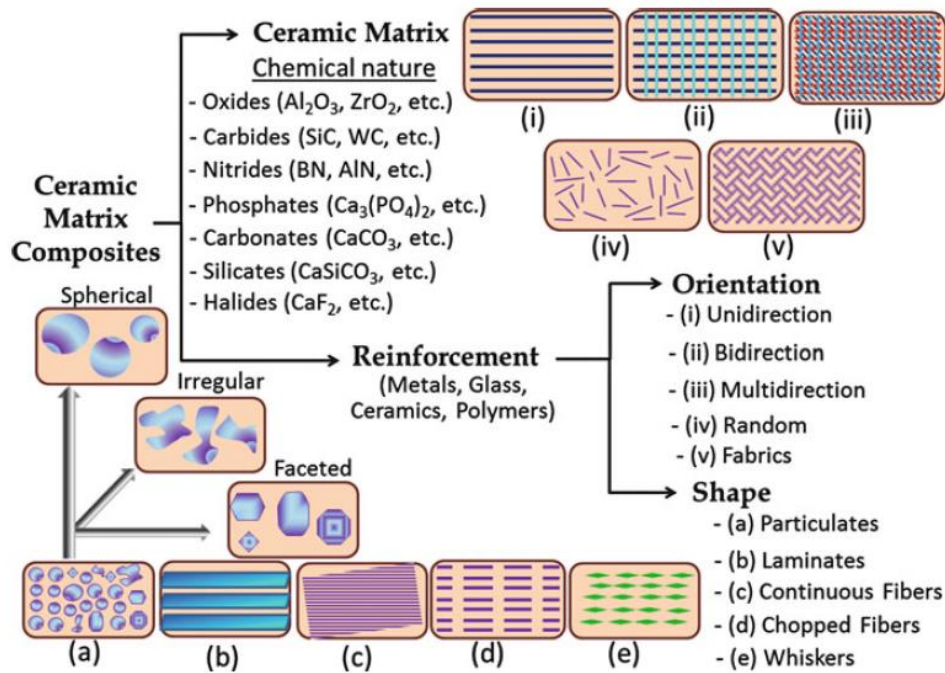 Ceramic Matrix
Chemical nature
- Oxides (Al₂O₃, ZrO₂, etc.)
- Carbides (SiC, WC, etc.)
- Nitrides (BN, AlN, etc.)
- Phosphates (Ca₃(PO₄)₂, etc.)
- Carbonates (CaCO₃, etc.)
- Silicates (CaSiCO₃, etc.)
- Halides (CaF₂, etc.)
(i)
(ii)
(iii)
(iv)
(v)
Ceramic
Matrix
Composites
Spherical
Irregular
Faceted
Reinforcement
(Metals, Glass,
Ceramics, Polymers)
Orientation
- (i) Unidirection
- (ii) Bidirection
- (iii) Multidirection
- (iv) Random
- (v) Fabrics
Shape
- (a) Particulates
- (b) Laminates
- (c) Continuous Fibers
- (d) Chopped Fibers
- (e) Whiskers
(a)
(b)
(c)
(d)
(e)